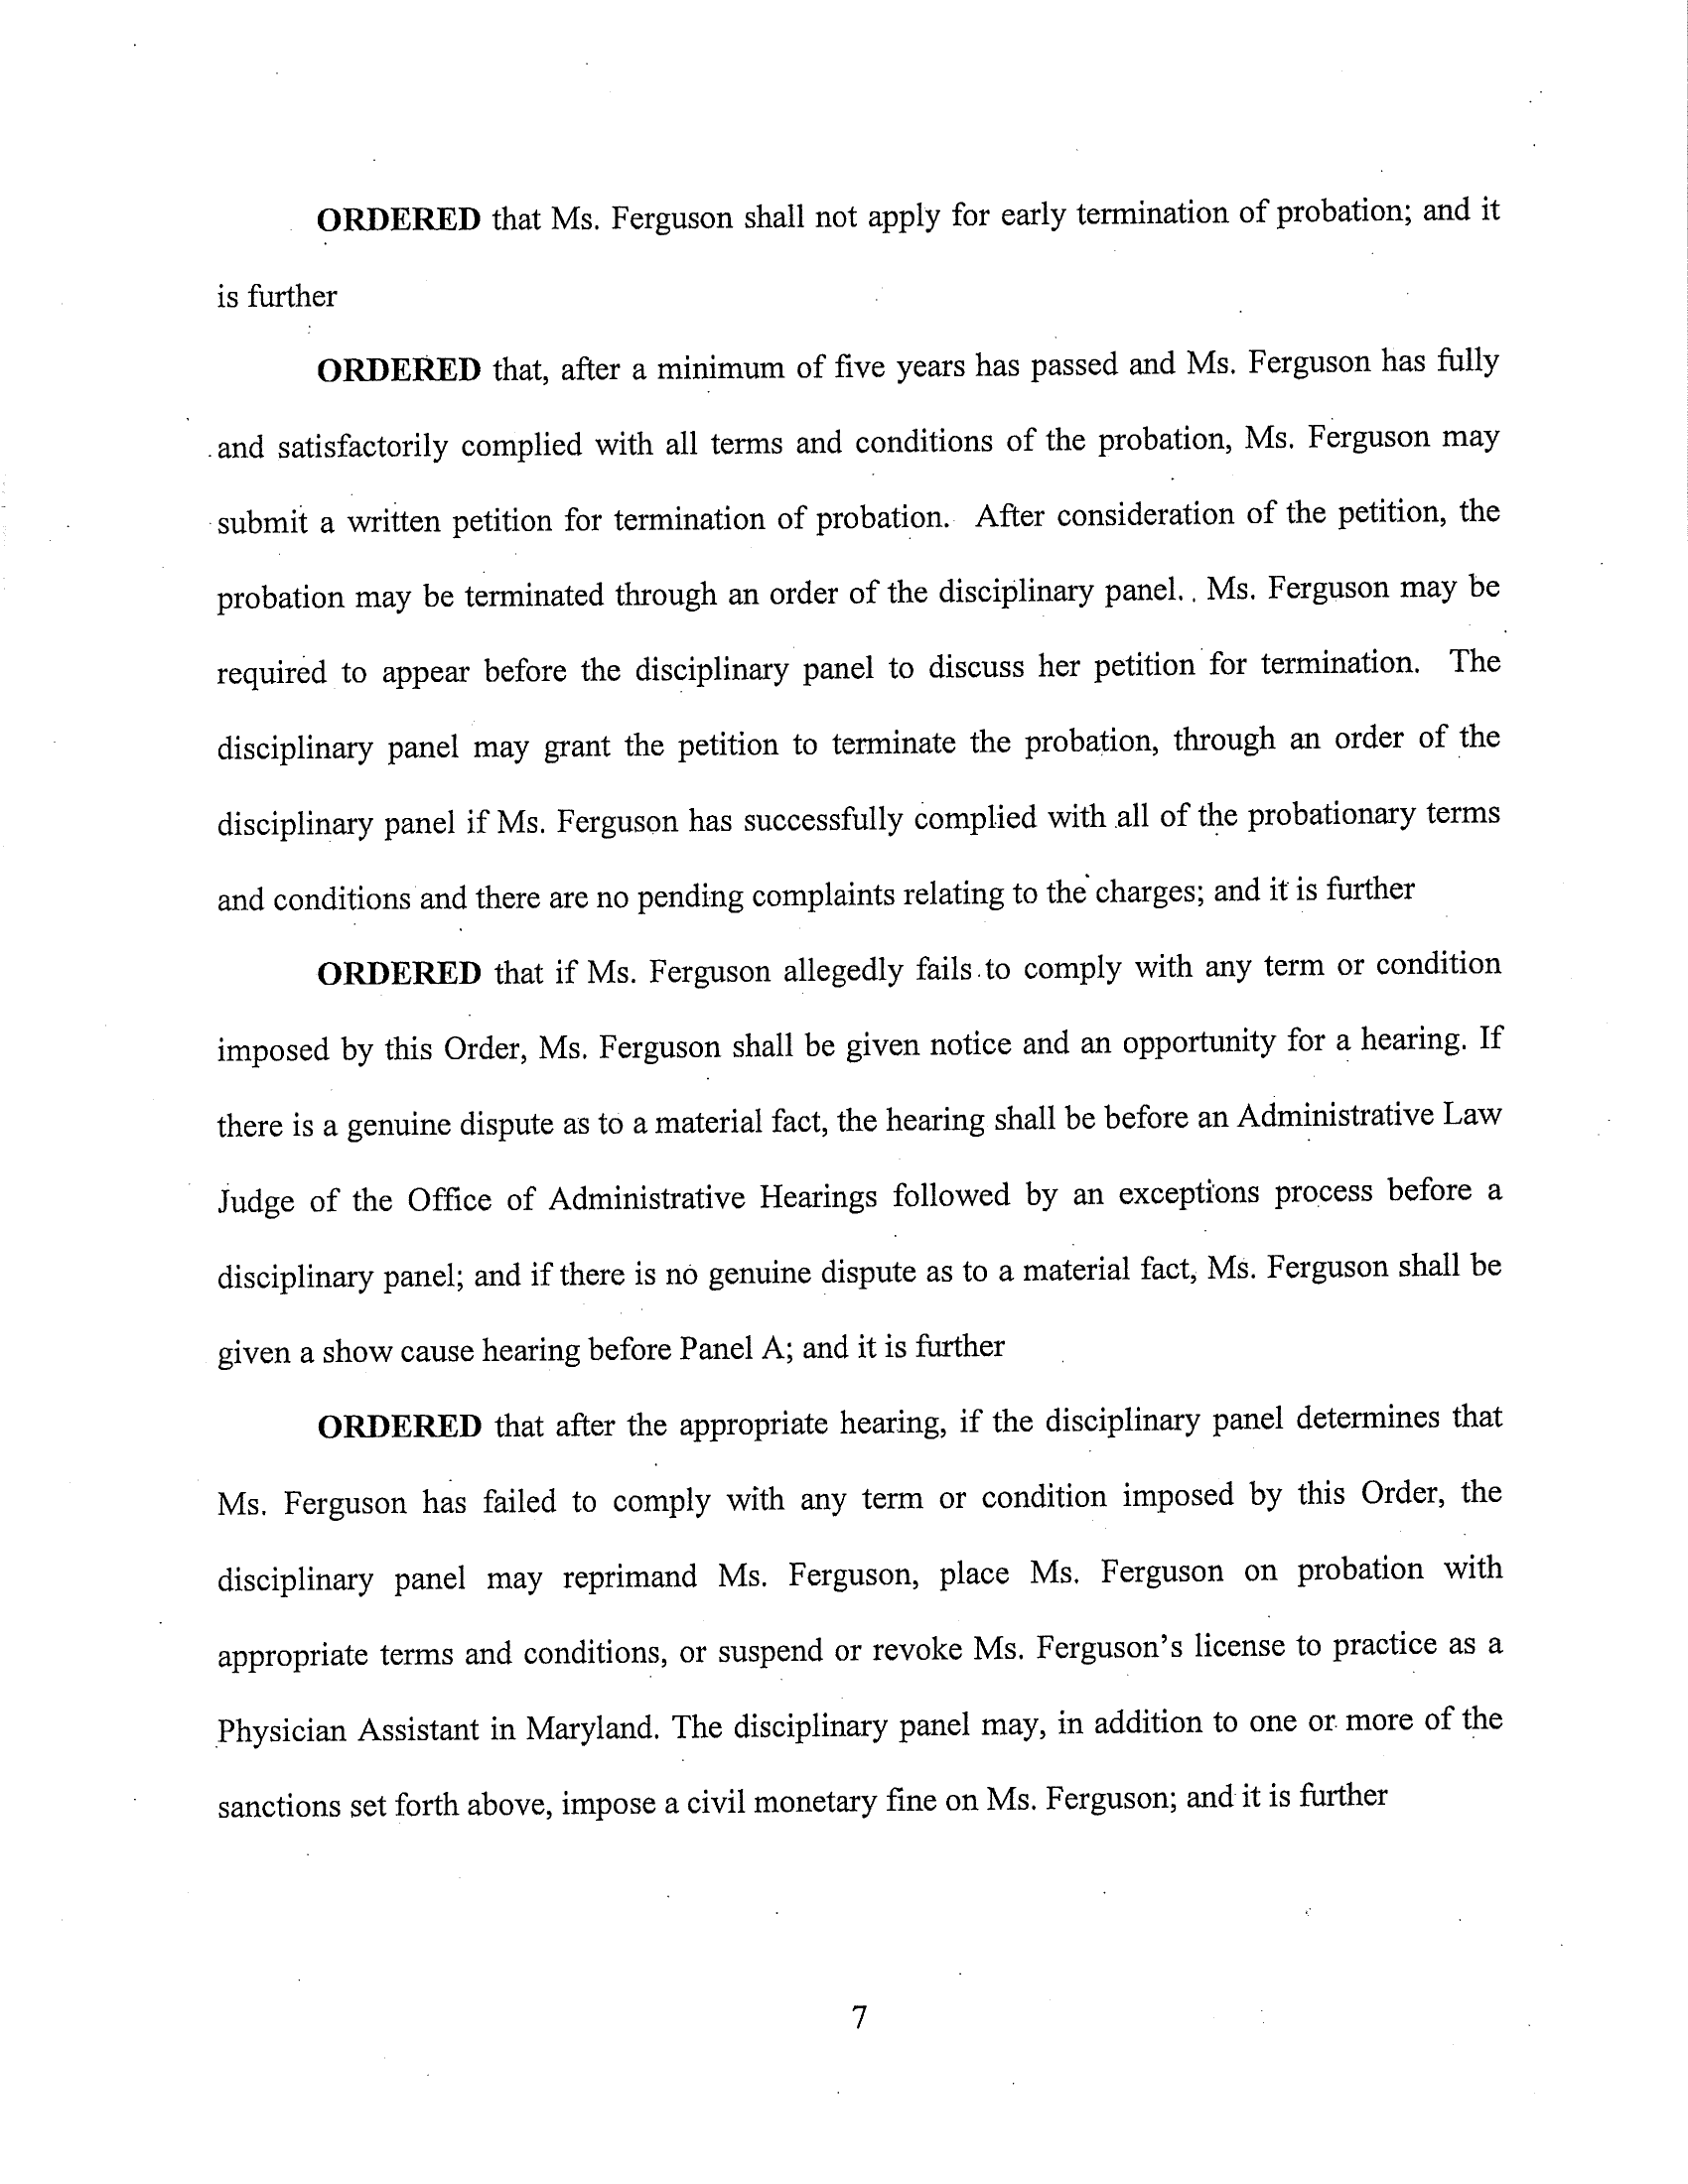 ORDERED that Ms. Ferguson shall not apply for early termination of probation; and it
is further
ORDERED that, after a minimum of five years has passed and Ms. Ferguson has fully
and satisfactorily complied with all terms and conditions of the probation, Ms. Ferguson may
submit a written petition for termination of probation. After consideration of the petition, the
probation may be terminated through an order of the disciplinary panel. Ms. Ferguson may be
required to appear before the disciplinary panel to discuss her petition for termination. The
disciplinary panel may grant the petition to terminate the probation, through an order of the
disciplinary panel if Ms. Ferguson has successfully complied with all of the probationary terms
and conditions and there are no pending complaints relating to the charges; and it is further
ORDERED that if Ms. Ferguson allegedly fails to comply with any term or condition
imposed by this Order, Ms. Ferguson shall be given notice and an opportunity for a hearing. If
there is a genuine dispute as to a material fact, the hearing shall be before an Administrative Law
Judge of the Office of Administrative Hearings followed by an exceptions process before a
disciplinary panel; and if there is no genuine dispute as to a material fact, Ms. Ferguson shall be
given a show cause hearing before Panel A; and it is further
ORDERED that after the appropriate hearing, if the disciplinary panel determines that
Ms. Ferguson has failed to comply with any term or condition imposed by this Order, the
disciplinary panel may reprimand Ms. Ferguson, place Ms. Ferguson on probation with
appropriate terms and conditions, or suspend or revoke Ms. Ferguson's license to practice as a
Physician Assistant in Maryland. The disciplinary panel may, in addition to one or more of the
sanctions set forth above, impose a civil monetary fine on Ms. Ferguson; and it is further
7